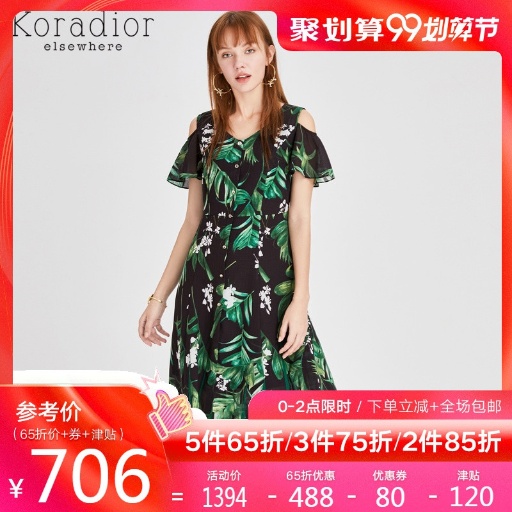 Koradior
elsewhere
聚划算99划算节
参考价
(65折价+券+津贴)
¥706
0-2点限时/下单立减+全场包邮
5件65折/3件75折/2件85折
活动价 65折优惠 优惠券 津贴
= 1394 - 488 - 80 - 120